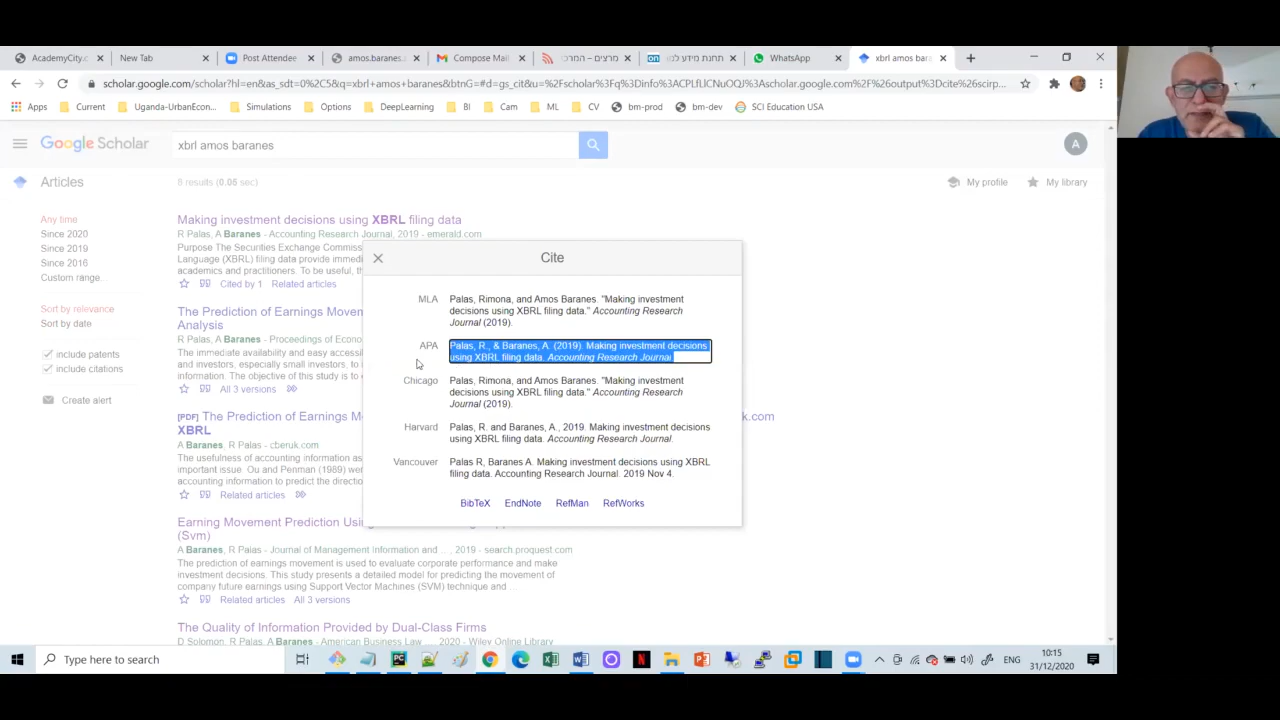 AcademyCity.
New Tab
Post Attendee
amos.baranes.
Compose Mail
מרצים - המרכ
תחנת מידע לסג
WhatsApp
xbrl amos bara
scholar.google.com/scholar?hl=en&as_sdt=0%2C5&q=xbrl+amos+baranes&btnG=#d=gs_cit&u=%2Fscholar%3Fq%3Dinfo%3ACPLfLlCNuOQJ%3Ascholar.google.com%2F%26output%3Dcite%26scirp...
Apps
Current
Uganda-UrbanEcon...
Simulations
Options
DeepLearning
BI
Cam
ML
CV
bm-prod
bm-dev
SCI Education USA
Google Scholar
xbrl amos baranes
A
Articles
8 results (0.06 sec)
My profile
My library
Any time
Since 2020
Since 2019
Since 2016
Custom range...
Sort by relevance
Sort by date
include patents
include citations
Create alert
Making investment decisions using XBRL filing data
R Palas, A Baranes - Accounting Research Journal, 2019 - emerald.com
Purpose The Securities Exchange Commis
Language (XBRL) filing data provide immedi
academics and practitioners. To be useful, t
Cited by 1 Related articles
The Prediction of Earnings Movem
Analysis
R Palas, A Baranes - Proceedings of Econo
The immediate availability and easy accessi
investors, especially small investors, to
information. The objective of this study is to
All 3 versions
[PDF] The Prediction of Earnings M
k.com
XBRL
A Baranes, R Palas - cberuk.com
The usefulness of accounting information as
important issue. Ou and Penman (1989) wer
accounting information to predict the directi
Related articles
Earning Movement Prediction Usin
(Svm)
A Baranes, R Palas - Journal of Management Information and ..., 2019 - search.proquest.com
The prediction of earnings movement is used to evaluate corporate performance and make
investment decisions. This study presents a detailed model for predicting the movement of
company future earnings using Support Vector Machines (SVM) technique and ...
Related articles All 3 versions
The Quality of Information Provided by Dual-Class Firms
D Solomon, R Palas, A Baranes - American Business Law ..., 2020 - Wiley Online Library
Cite
MLA
Palas, Rimona, and Amos Baranes. "Making investment
decisions using XBRL filing data." Accounting Research
Journal (2019).
APA
Palas, R., & Baranes, A. (2019). Making investment decisions
using XBRL filing data. Accounting Research Journal.
Chicago
Palas, Rimona, and Amos Baranes. "Making investment
decisions using XBRL filing data." Accounting Research
Journal (2019).
Harvard
Palas, R. and Baranes, A., 2019. Making investment decisions
using XBRL filing data. Accounting Research Journal.
Vancouver
Palas R, Baranes A. Making investment decisions using XBRL
filing data. Accounting Research Journal. 2019 Nov 4.
BibTeX EndNote RefMan RefWorks
Type here to search
ENG
10:15
31/12/2020